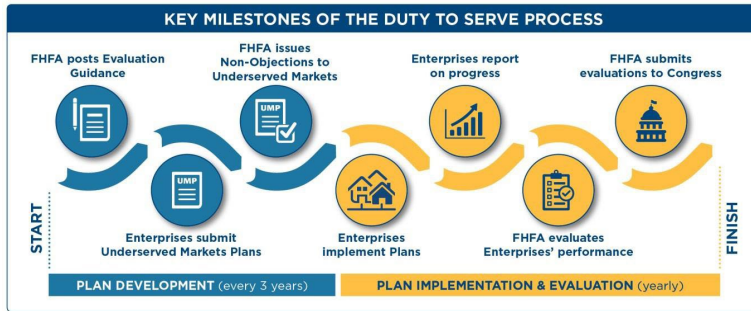 KEY MILESTONES OF THE DUTY TO SERVE PROCESS
FHFA posts Evaluation
Guidance
FHFA issues
Non-Objections to
Underserved Markets
Enterprises report
on progress
FHFA submits
evaluations to Congress
UMP
UMP
START
Enterprises submit
Underserved Markets Plans
Enterprises
implement Plans
FHFA evaluates
Enterprises' performance
FINISH
PLAN DEVELOPMENT (every 3 years)
PLAN IMPLEMENTATION & EVALUATION (yearly)